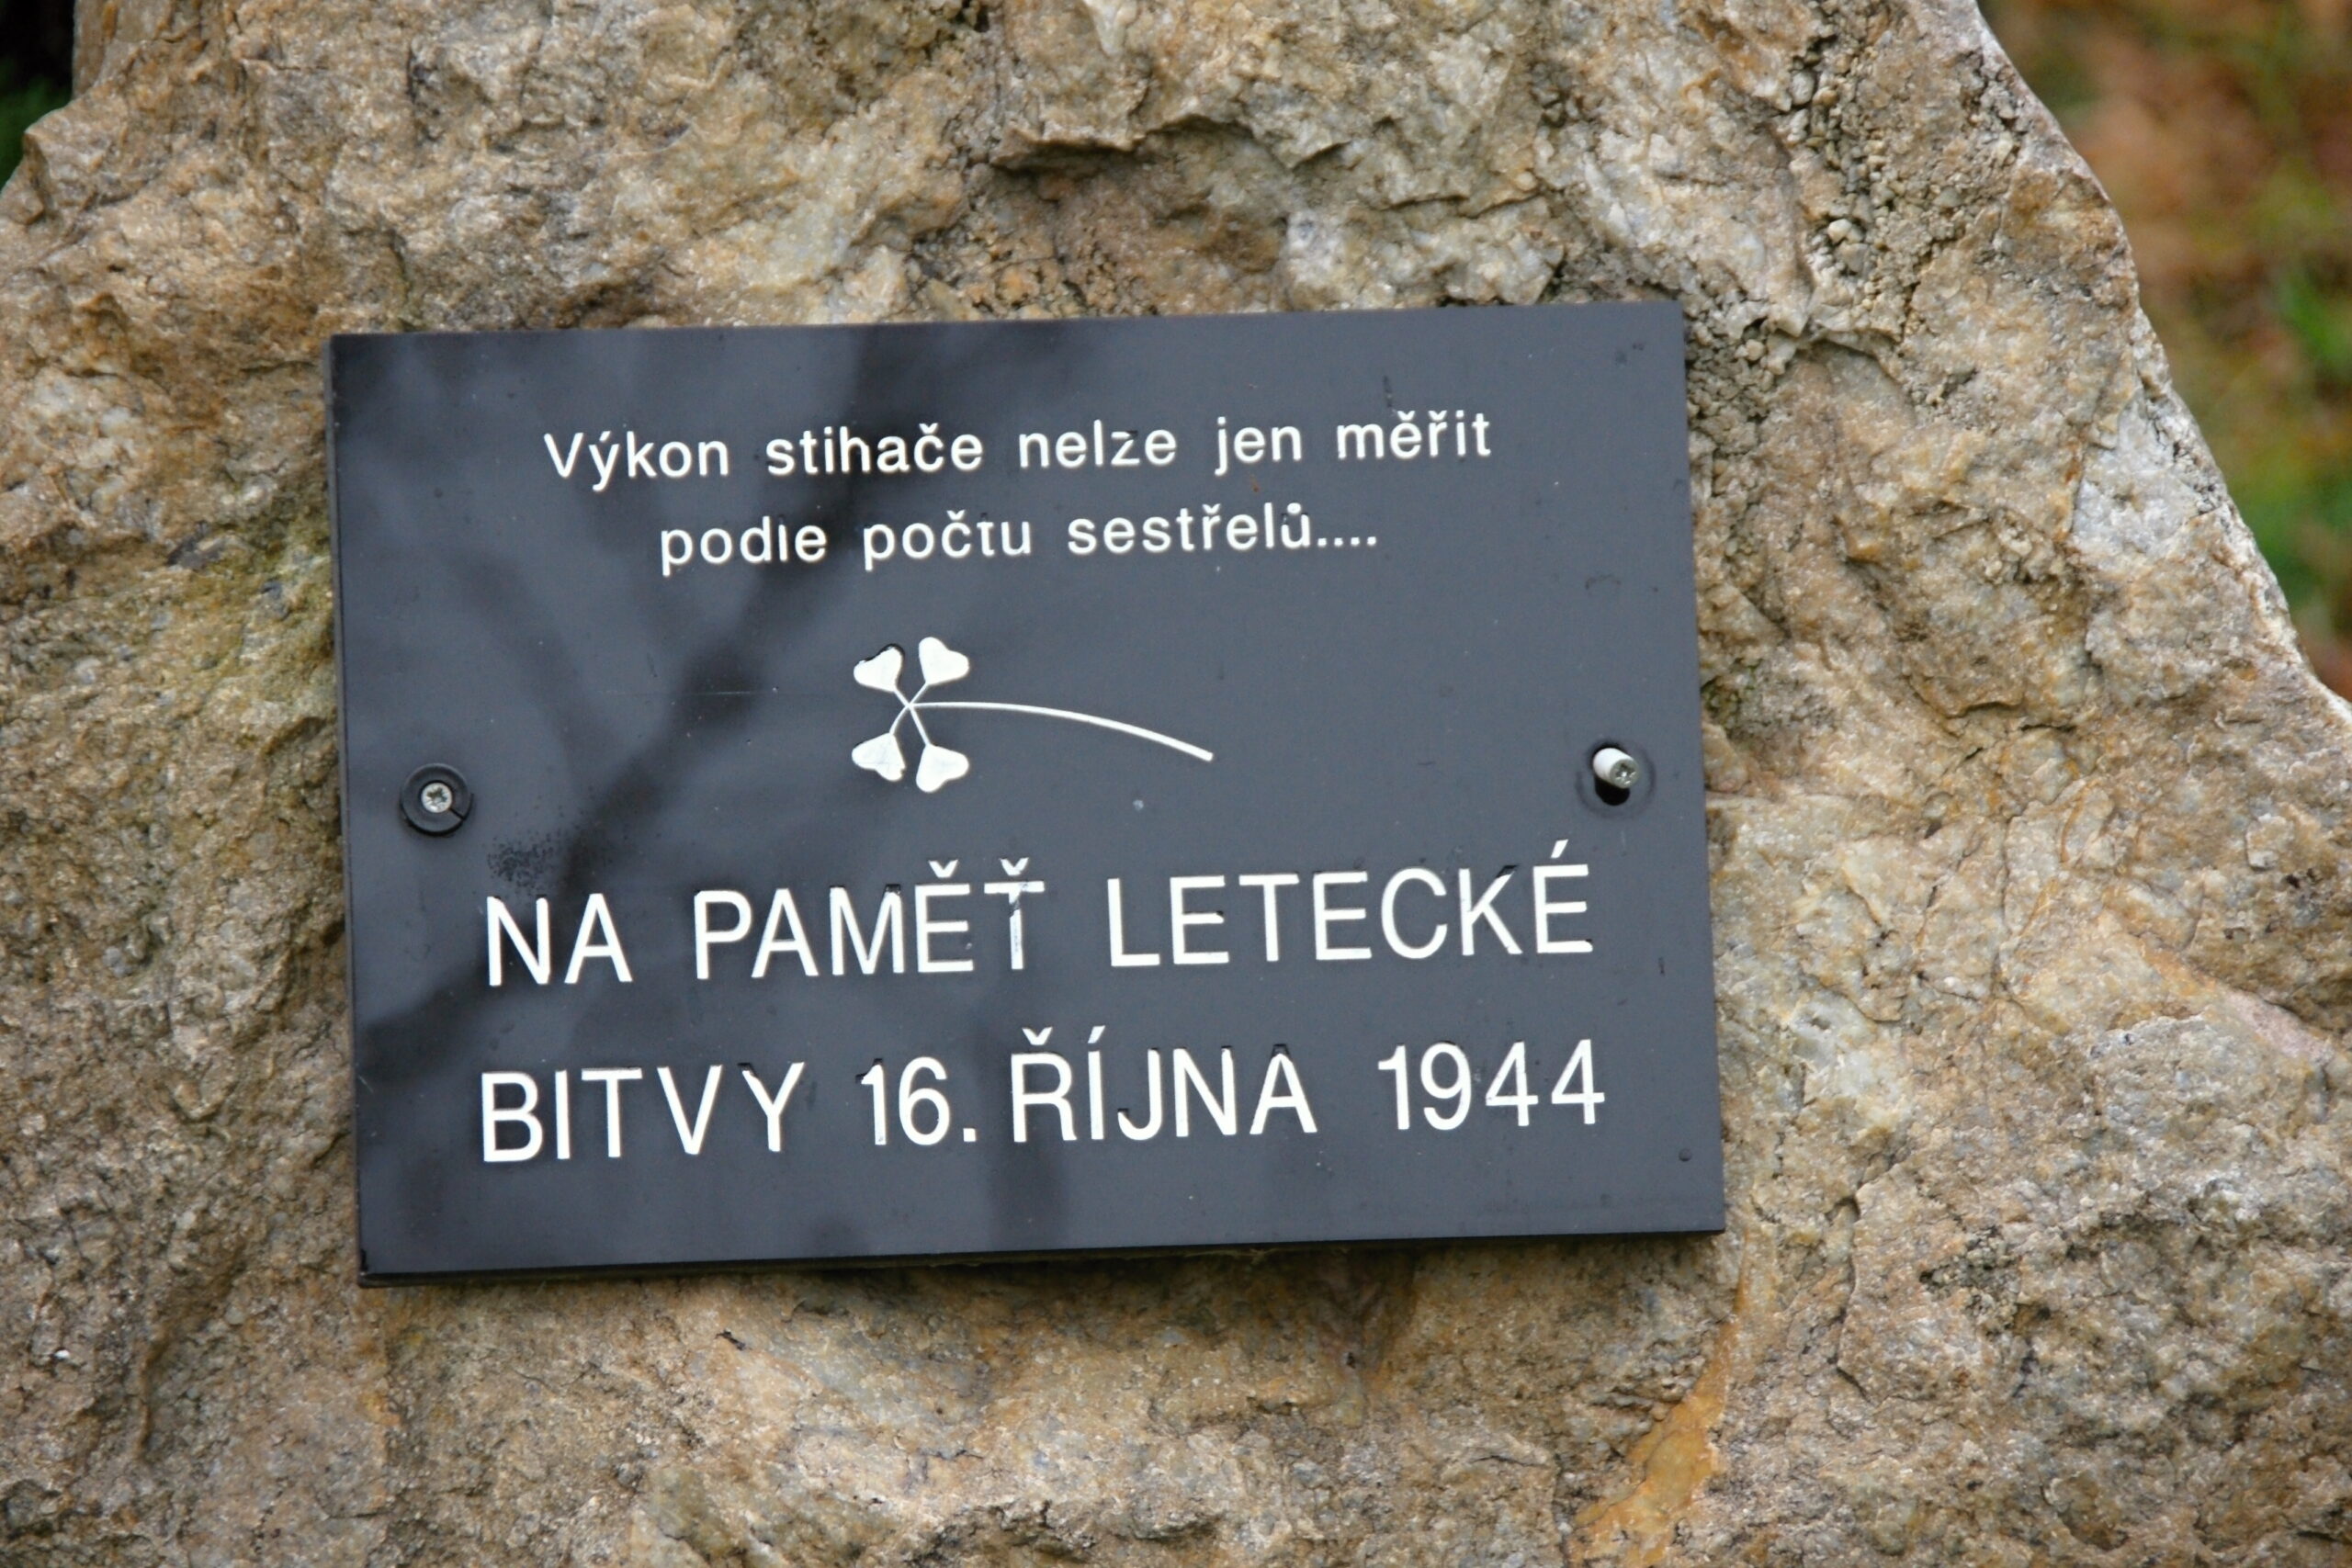 Výkon stihače nelze jen měřit
podle počtu sestřelů....
NA PAMĚŤ LETECKÉ
BITVY 16. ŘÍJNA 1944